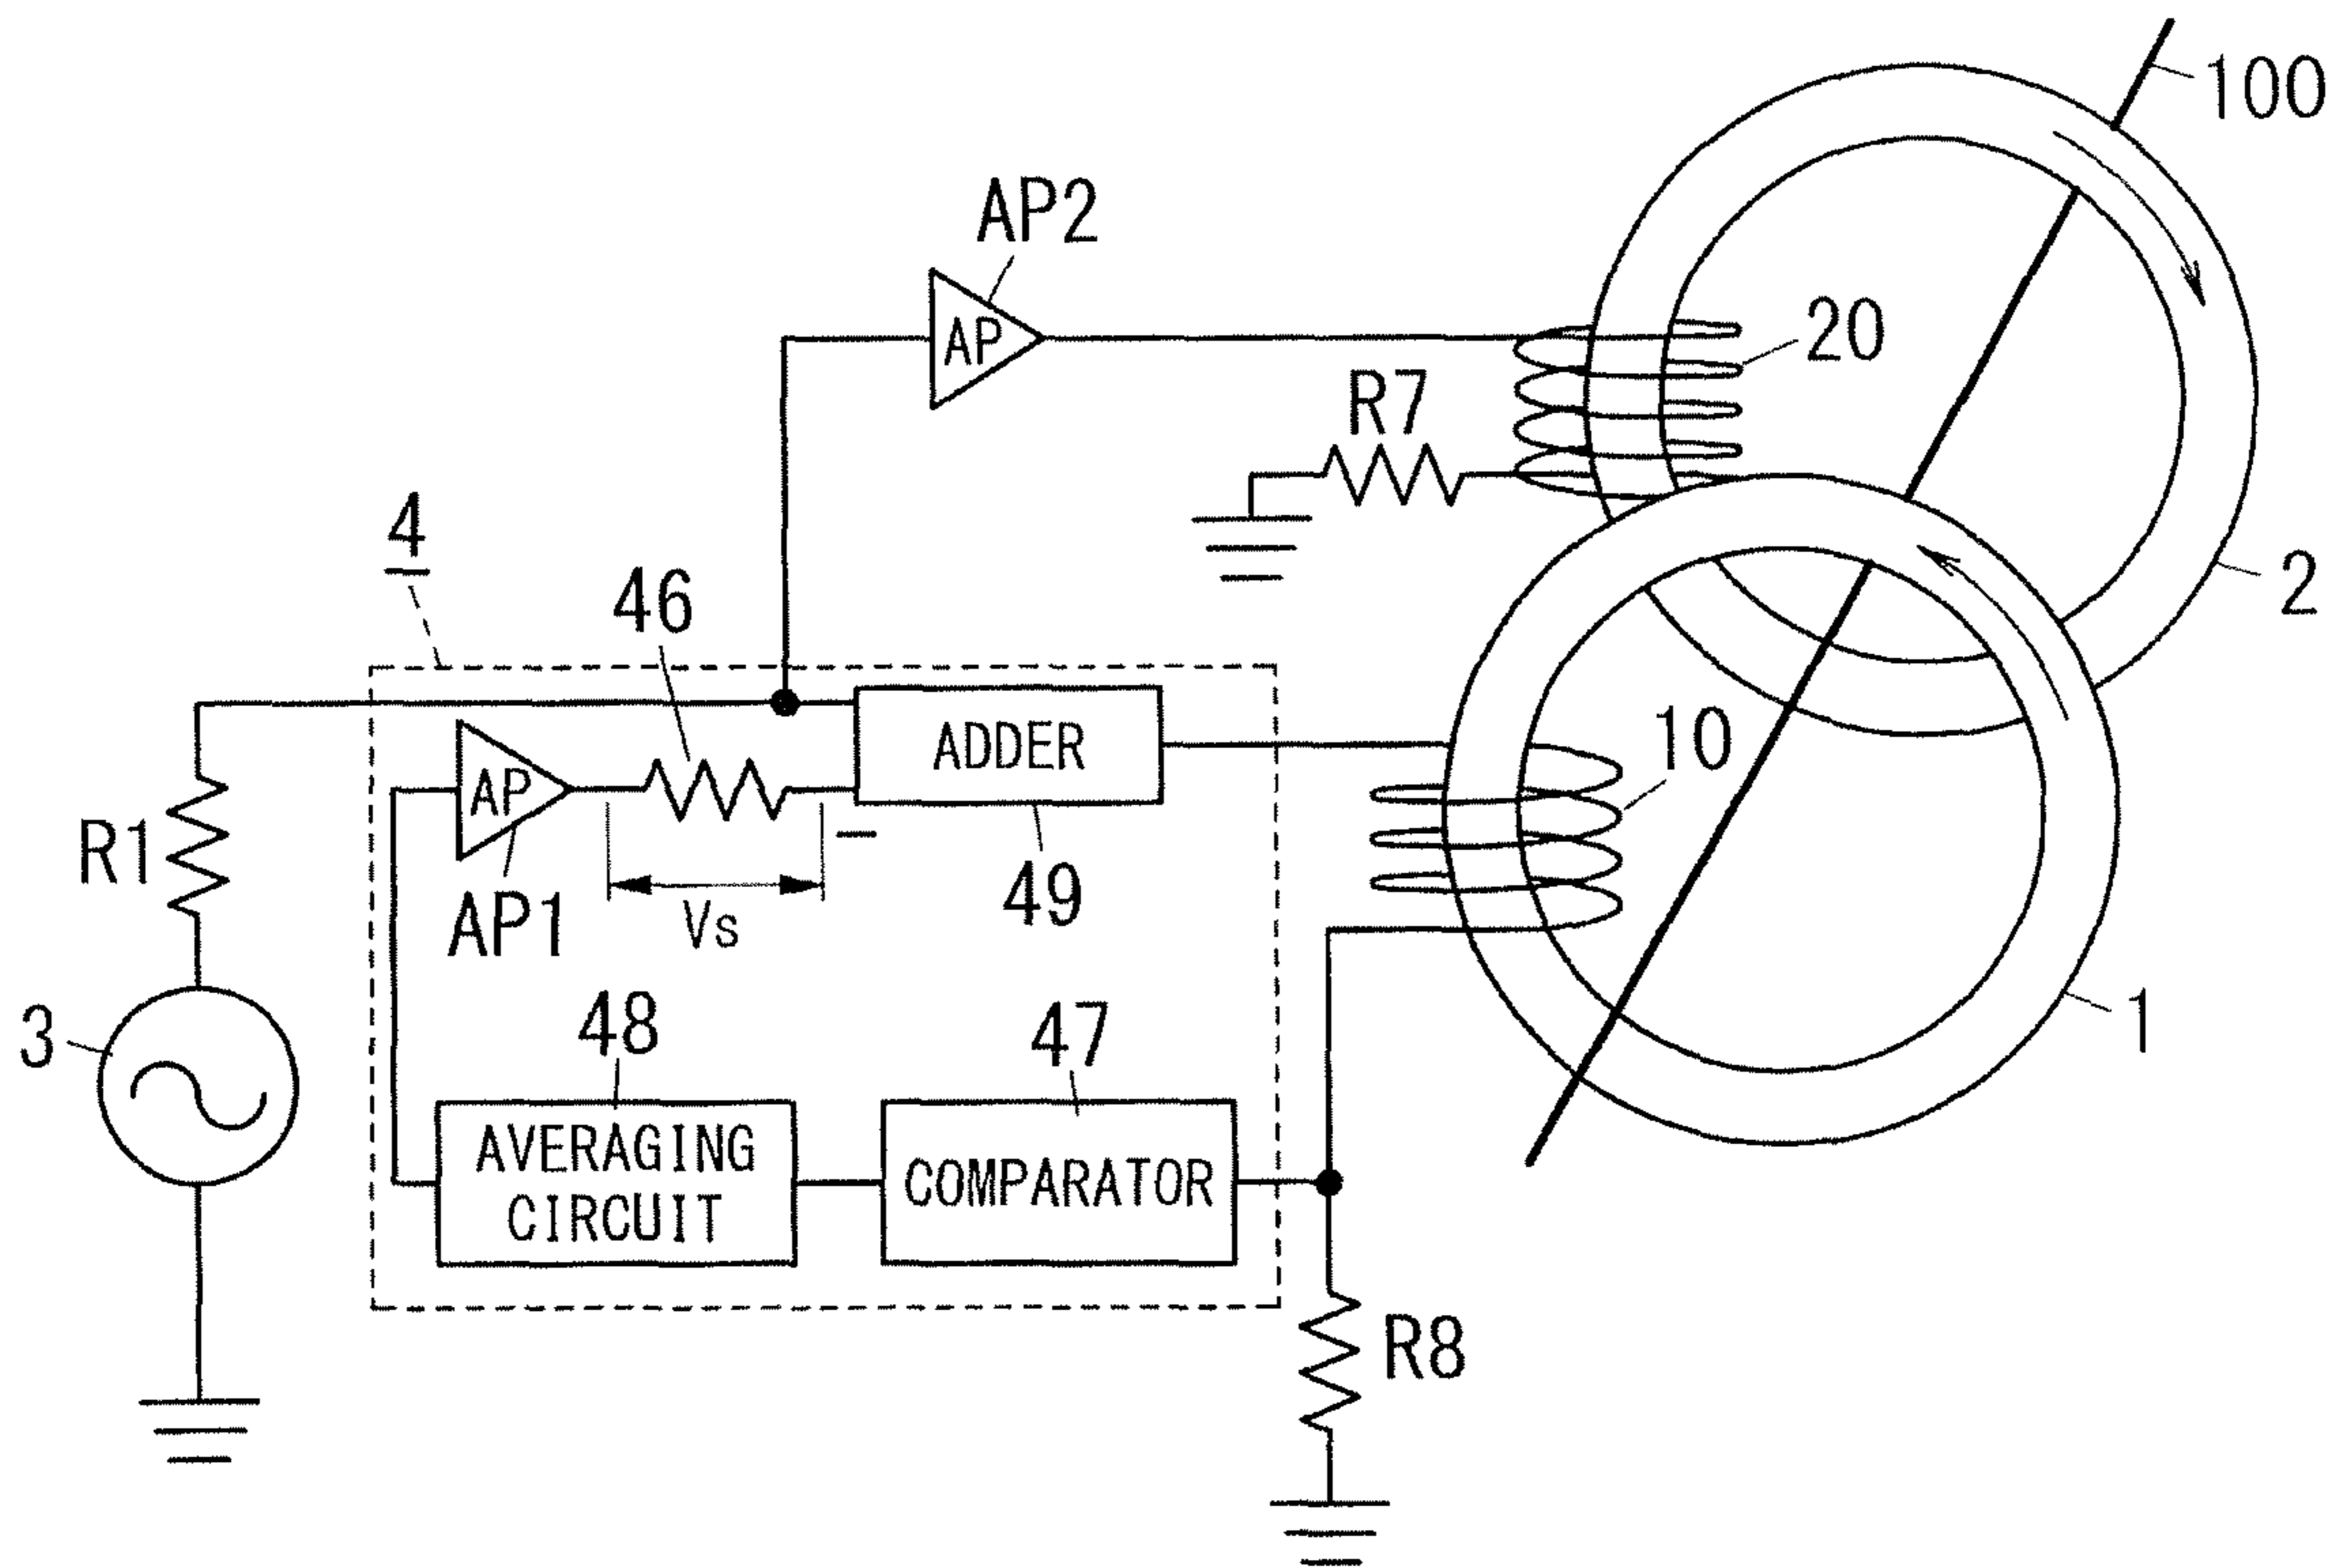 100
AP2
AP
20
R7
4
46
2
ADDER
10
AP
R1
49
AP1
Vs
3
48
47
1
AVERAGING
CIRCUIT
COMPARATOR
R8